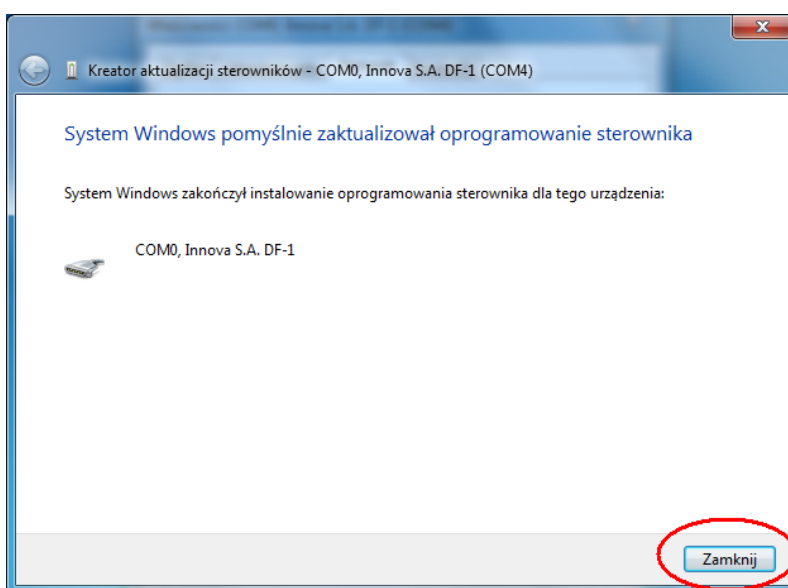 Kreator aktualizacji sterowników - COM0, Innova S.A. DF-1 (COM4)
System Windows pomyślnie zaktualizował oprogramowanie sterownika
System Windows zakończył instalowanie oprogramowania sterownika dla tego urządzenia:
COM0, Innova S.A. DF-1
Zamknij